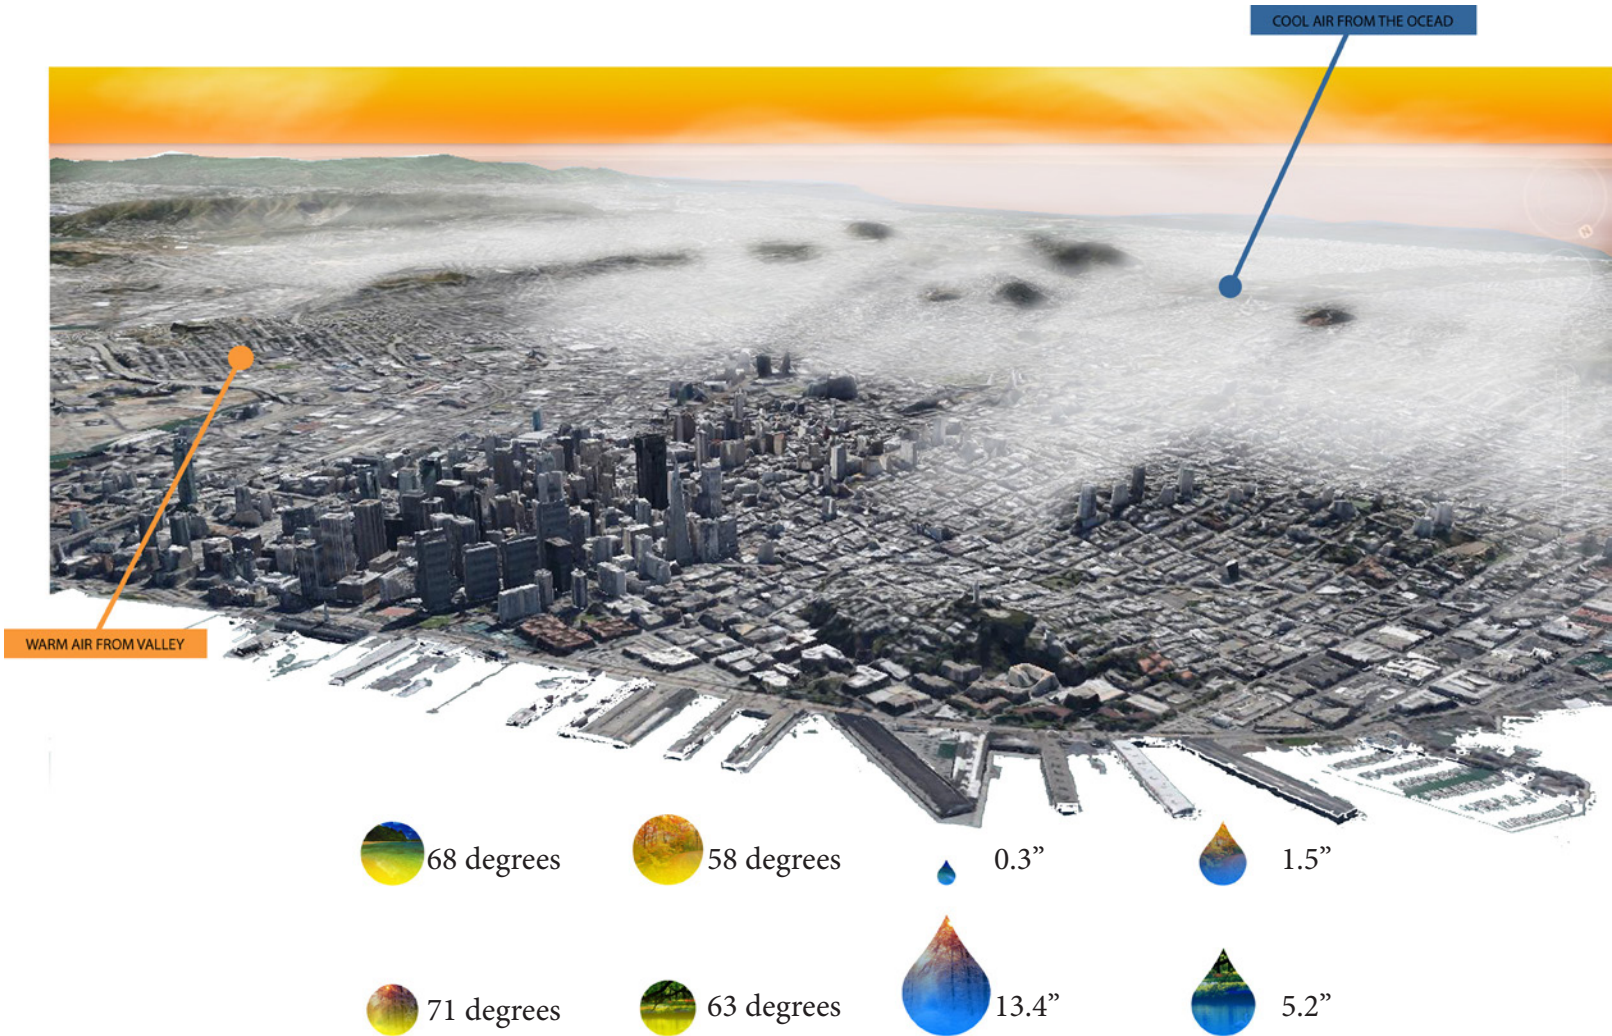 COOL AIR FROM THE OCEAD
WARM AIR FROM VALLEY
68 degrees
58 degrees
0.3”
1.5”
71 degrees
63 degrees
13.4”
5.2”